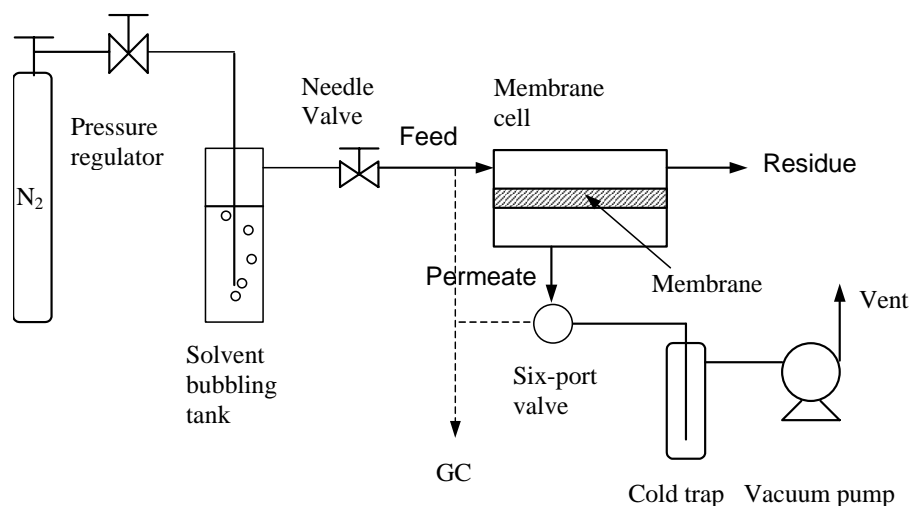 Needle
Valve
Membrane
cell
Pressure
regulator
Feed
Residue
N₂
Permeate
Membrane
Vent
Solvent
bubbling
tank
Six-port
valve
GC
Cold trap
Vacuum pump